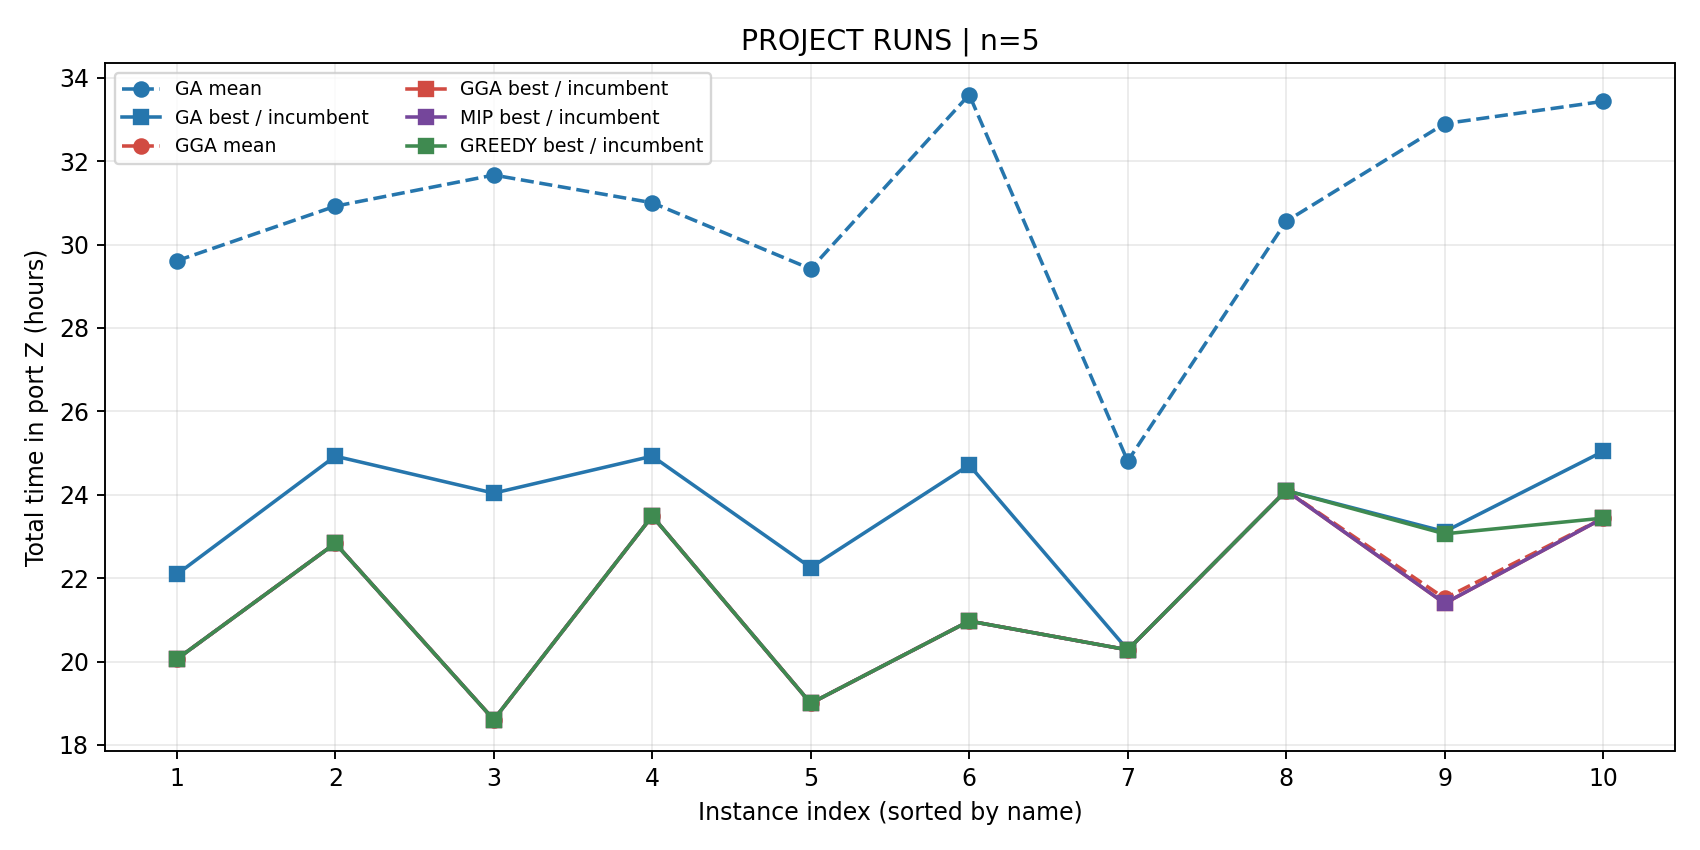 PROJECT RUNS | n=5
GA mean
GA best / incumbent
GGA mean
GGA best / incumbent
MIP best / incumbent
GREEDY best / incumbent
Total time in port Z (hours)
34
32
30
28
26
24
22
20
18
1 2 3 4 5 6 7 8 9 10
Instance index (sorted by name)